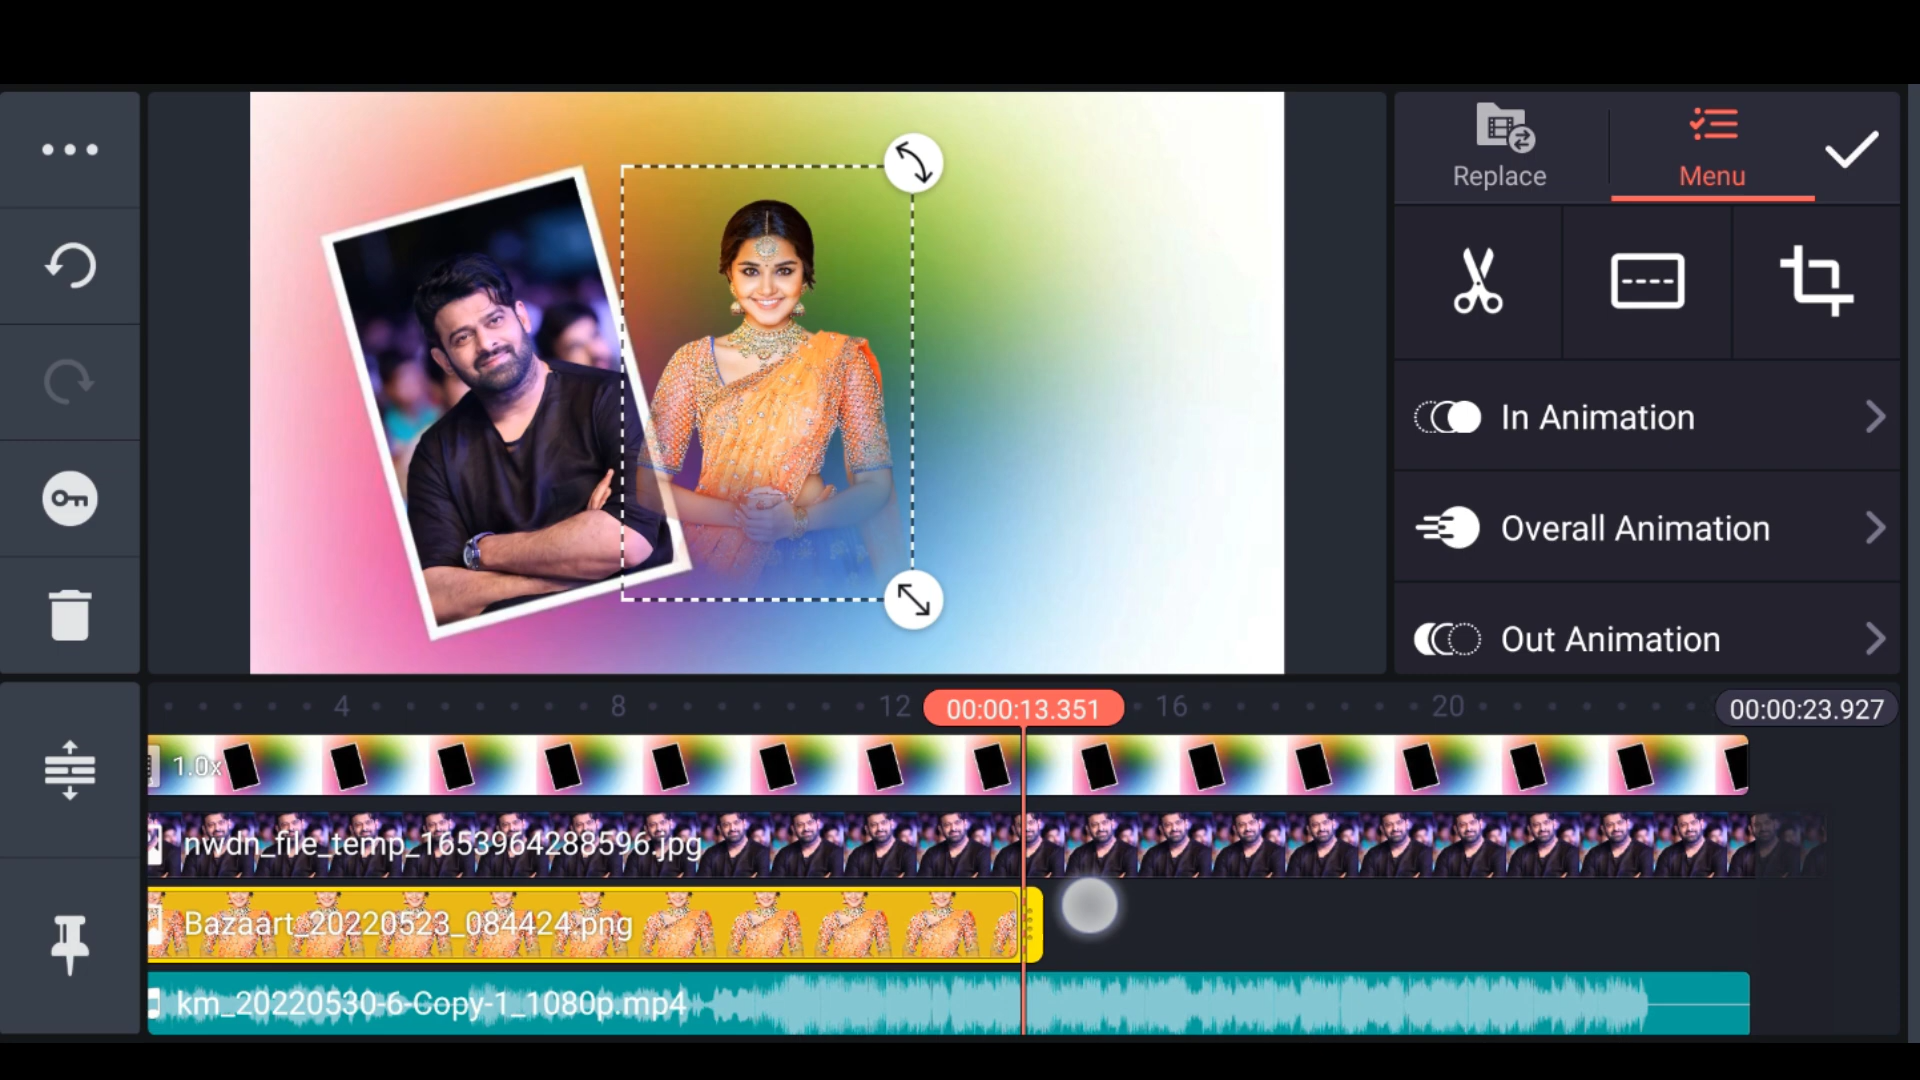 Replace
Menu
In Animation
Overall Animation
Out Animation
4
8
12
00:00:13.351
16
20
00:00:23.927
1.0x
nwdn_file_temp_1653964288596.jpg
Bazaart_20220523_084424.png
km_20220530-6-Copy-1_1080p.mp4